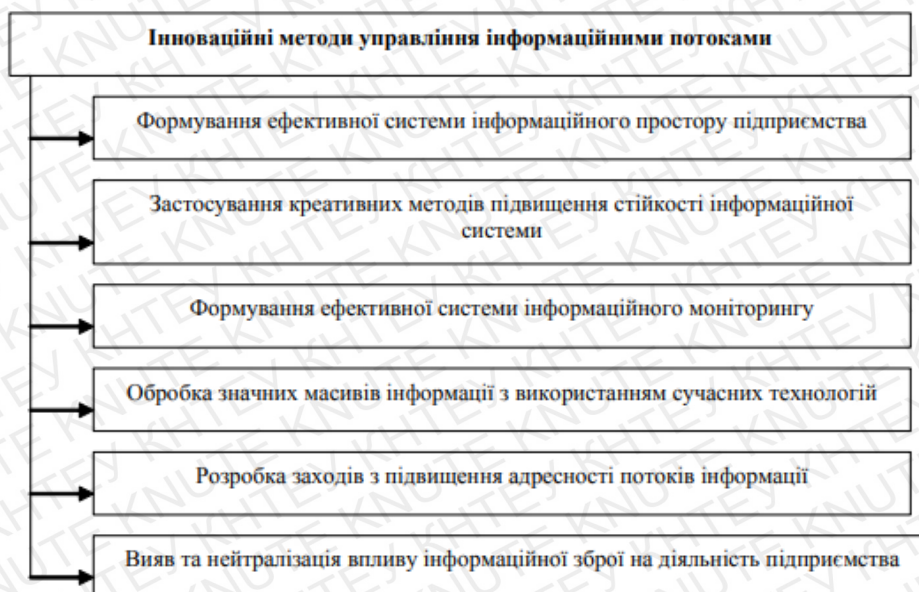 Інноваційні методи управління інформаційними потоками
Формування ефективної системи інформаційного простору підприємства
Застосування креативних методів підвищення стійкості інформаційної
системи
Формування ефективної системи інформаційного моніторингу
Обробка значних масивів інформації з використанням сучасних технологій
Розробка заходів з підвищення адресності потоків інформації
Вияв та нейтралізація впливу інформаційної зброї на діяльність підприємства